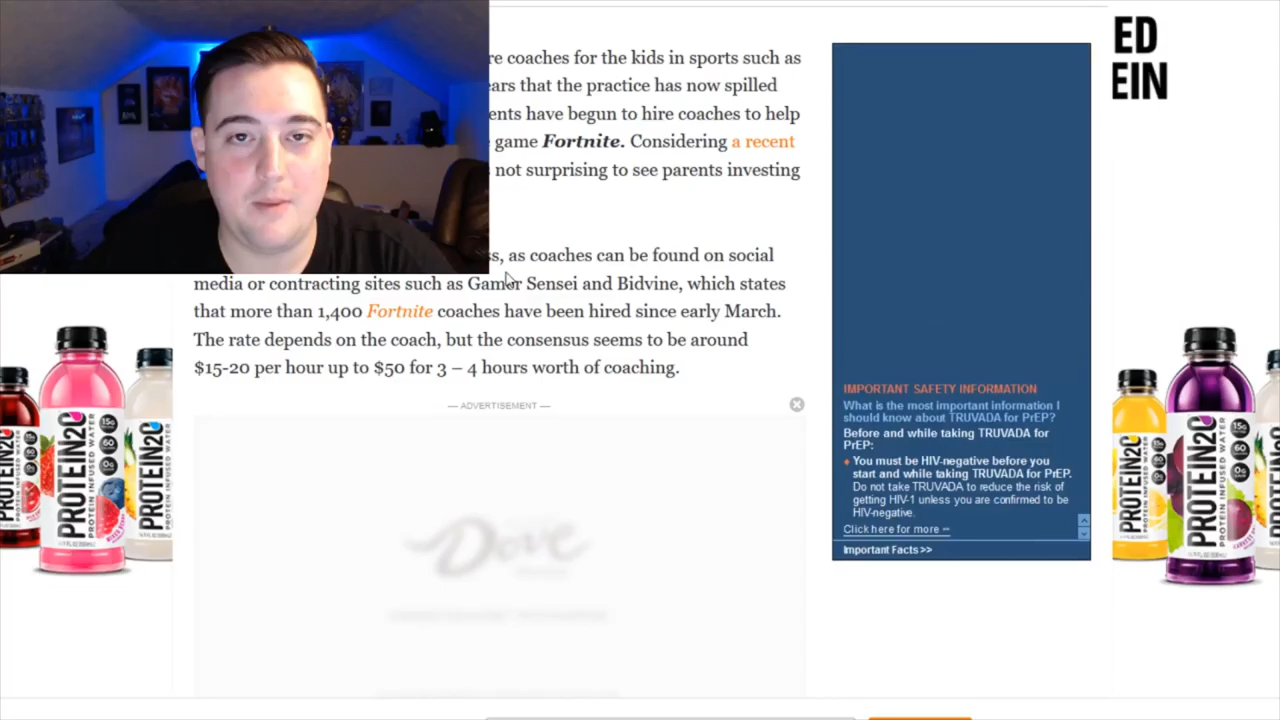 re coaches for the kids in sports such as
ars that the practice has now spilled
ents have begun to hire coaches to help
game Fortnite. Considering a recent
not surprising to see parents investing
s, as coaches can be found on social
media or contracting sites such as Gamer Sensei and Bidvine, which states
that more than 1,400 Fortnite coaches have been hired since early March.
The rate depends on the coach, but the consensus seems to be around
$15-20 per hour up to $50 for 3 – 4 hours worth of coaching.
— ADVERTISEMENT —
Dove
IMPORTANT SAFETY INFORMATION
What is the most important information I
should know about TRUVADA for PrEP?
Before and while taking TRUVADA for
PrEP:
You must be HIV-negative before you
start and while taking TRUVADA for PrEP.
Do not take TRUVADA to reduce the risk of
getting HIV-1 unless you are confirmed to be
HIV-negative.
Click here for more –
Important Facts >>
ED
EIN
PROTEIN2O
PROTEIN INFUSED WATER
15g
60
0g
PROTEIN2O
PROTEIN INFUSED WATER
15g
60
0g